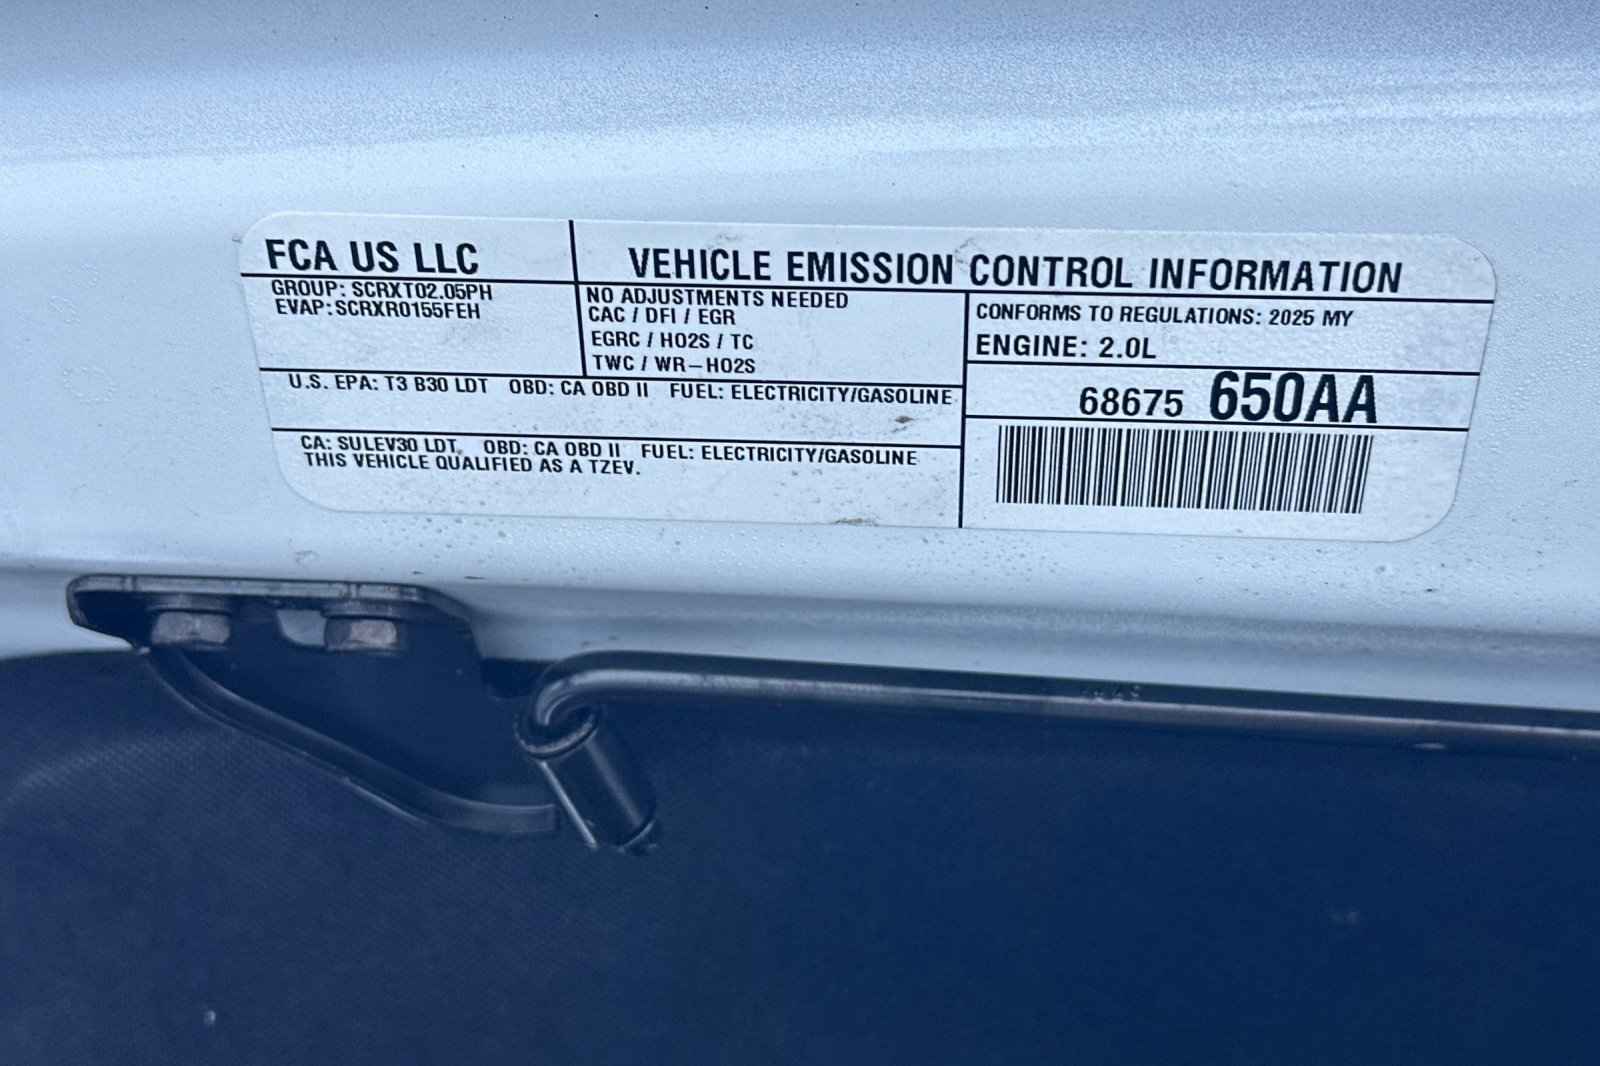 FCA US LLC
VEHICLE EMISSION CONTROL INFORMATION
GROUP: SCRXT02.05PH
EVAP:SCRXR0155FEH
NO ADJUSTMENTS NEEDED
CAC / DFI / EGR
EGRC / HO2S / TC
TWC / WR-HO2S
CONFORMS TO REGULATIONS: 2025 MY
ENGINE: 2.0L
68675 650AA
U.S. EPA: T3 B30 LDT OBD: CA OBD II FUEL: ELECTRICITY/GASOLINE
CA: SULEV30 LDT. OBD: CA OBD II FUEL: ELECTRICITY/GASOLINE
THIS VEHICLE QUALIFIED AS A TZEV.